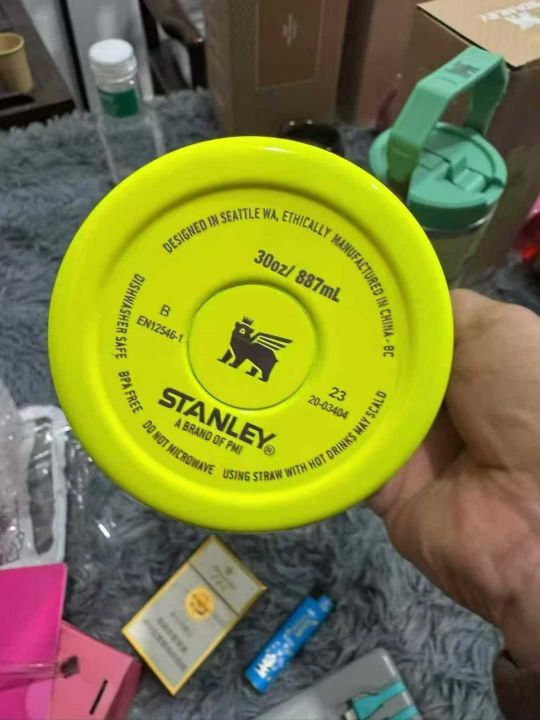 DESIGNED IN SEATTLE WA, ETHICALLY MANUFACTURED IN CHINA - BC
30oz/ 887mL
B
EN12546-1
23
20-03404
STANLEY®
A BRAND OF PMI
DISHWASHER SAFE BPA FREE DO NOT MICROWAVE USING STRAW WITH HOT DRINKS MAY SCALD